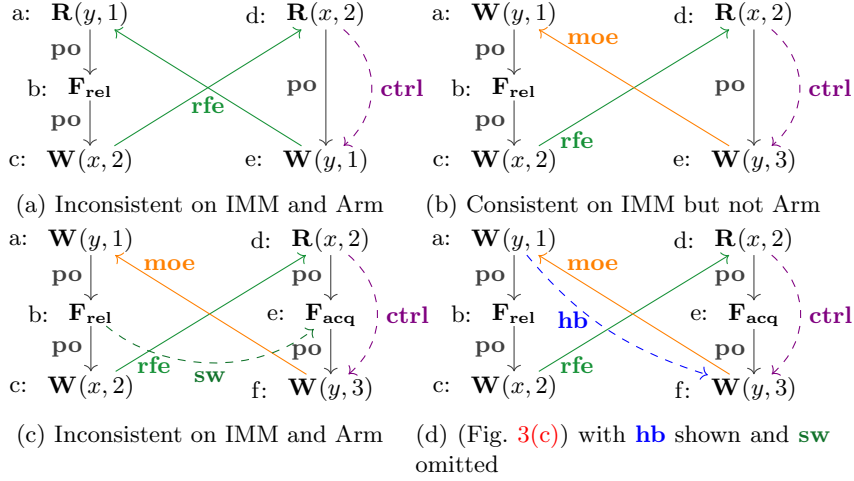 a: R(y, 1) d: R(x, 2) a: W(y, 1) d: R(x, 2)
po moe
po ctrl po ctrl
b: F_rel po b: F_rel po
po rfe po rfe
c: W(x, 2) e: W(y, 1) c: W(x, 2) e: W(y, 3)
(a) Inconsistent on IMM and Arm (b) Consistent on IMM but not Arm
a: W(y, 1) d: R(x, 2) a: W(y, 1) d: R(x, 2)
po moe po po moe po
b: F_rel e: F_acq ctrl b: F_rel hb e: F_acq ctrl
po rfe sw po po rfe po
c: W(x, 2) f: W(y, 3) c: W(x, 2) f: W(y, 3)
(c) Inconsistent on IMM and Arm (d) (Fig. 3(c)) with hb shown and sw
omitted